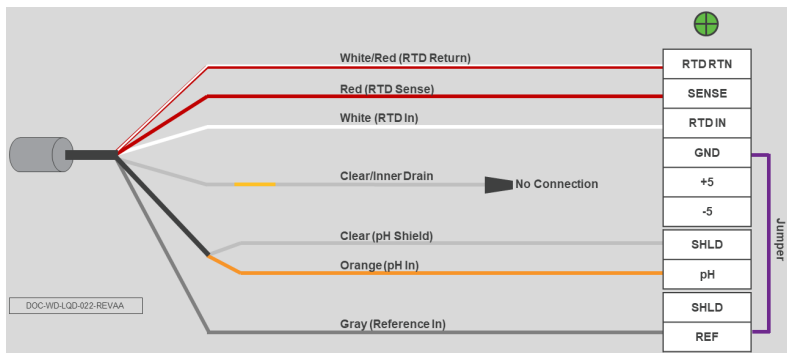 White/Red (RTD Return)
RTD RTN
Red (RTD Sense)
SENSE
White (RTD In)
RTD IN
GND
Clear/Inner Drain
No Connection
+5
-5
Clear (pH Shield)
SHLD
Orange (pH In)
pH
Jumper
DOC-WD-LQD-022-REVAA
SHLD
Gray (Reference In)
REF